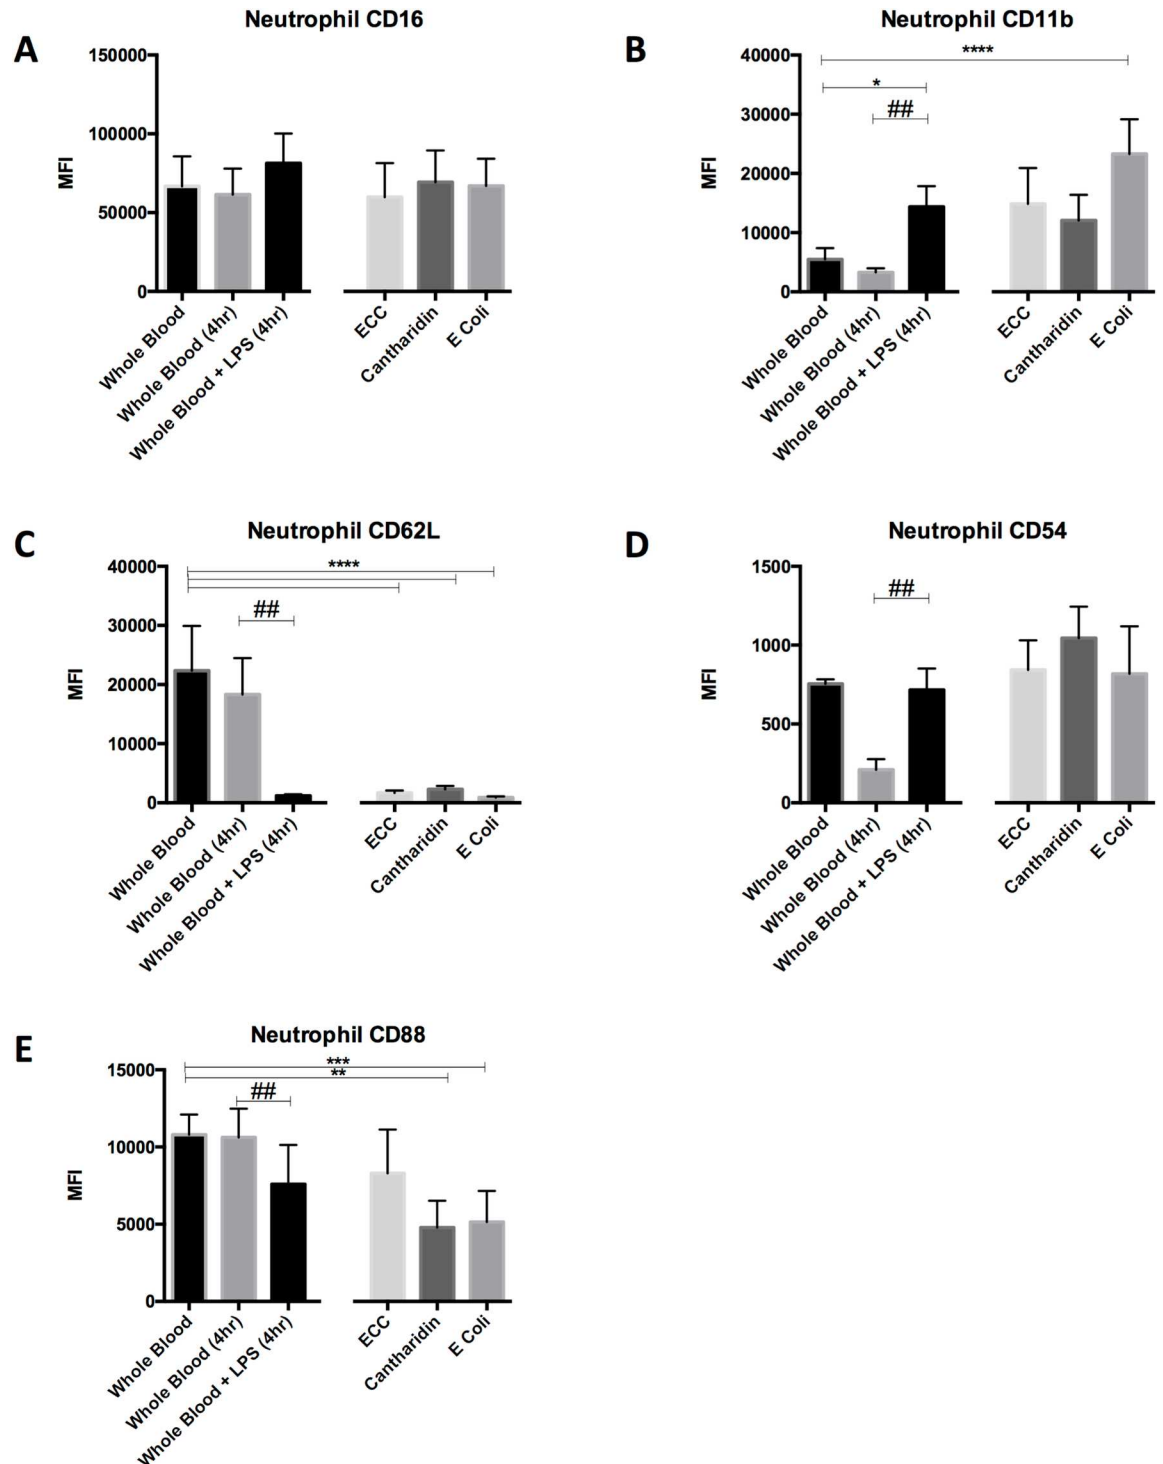 A
Neutrophil CD16
MFI
150000
100000
50000
0
Whole Blood
Whole Blood (4hr)
Whole Blood + LPS (4hr)
ECC
Cantharidin
E Coli
B
Neutrophil CD11b
MFI
40000
30000
20000
10000
0
****
*
##
Whole Blood
Whole Blood (4hr)
Whole Blood + LPS (4hr)
ECC
Cantharidin
E Coli
C
Neutrophil CD62L
MFI
40000
30000
20000
10000
0
****
##
Whole Blood
Whole Blood (4hr)
Whole Blood + LPS (4hr)
ECC
Cantharidin
E Coli
D
Neutrophil CD54
MFI
1500
1000
500
0
##
Whole Blood
Whole Blood (4hr)
Whole Blood + LPS (4hr)
ECC
Cantharidin
E Coli
E
Neutrophil CD88
MFI
15000
10000
5000
0
***
**
##
Whole Blood
Whole Blood (4hr)
Whole Blood + LPS (4hr)
ECC
Cantharidin
E Coli